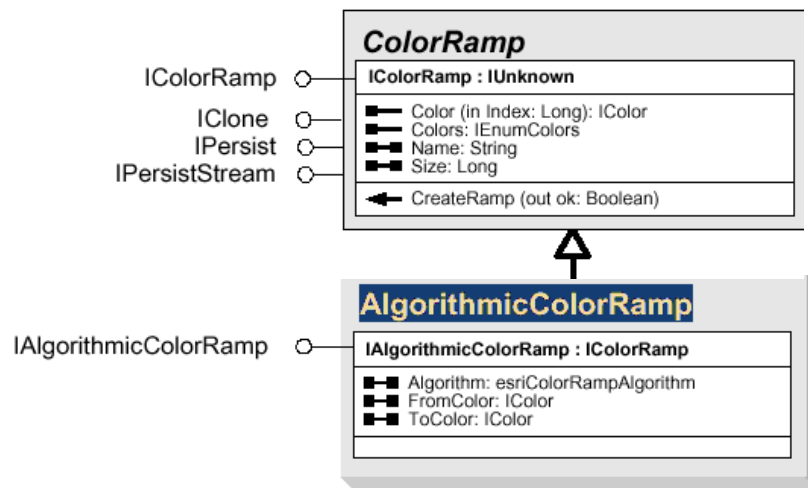 ColorRamp
IColorRamp
IColorRamp : IUnknown
IClone
IPersist
IPersistStream
Color (in Index: Long): IColor
Colors: IEnumColors
Name: String
Size: Long
CreateRamp (out ok: Boolean)
AlgorithmicColorRamp
IAlgorithmicColorRamp
IAlgorithmicColorRamp : IColorRamp
Algorithm: esriColorRampAlgorithm
FromColor: IColor
ToColor: IColor